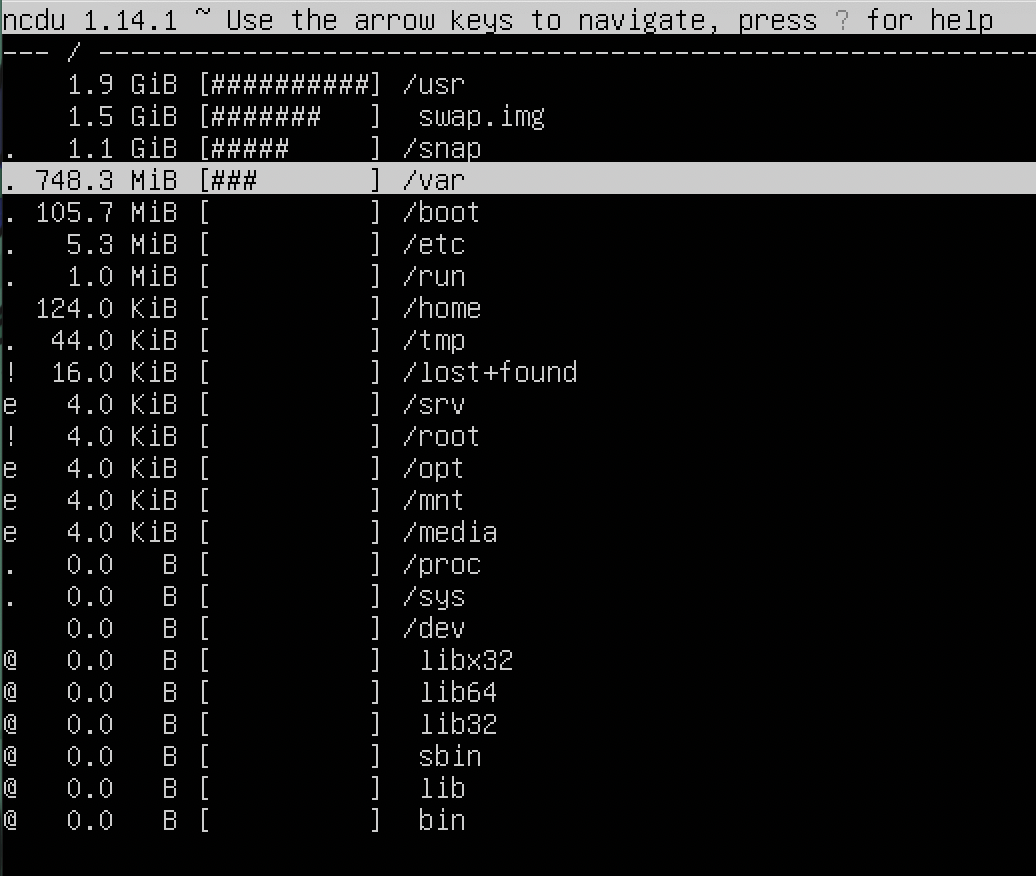 ncdu 1.14.1 ~ Use the arrow keys to navigate, press ? for help
--- / -----------------------------------------------------------
    1.9 GiB [##########] /usr
    1.5 GiB [#######   ]  swap.img
.   1.1 GiB [#####     ] /snap
. 748.3 MiB [###       ] /var
. 105.7 MiB [          ] /boot
.   5.3 MiB [          ] /etc
.   1.0 MiB [          ] /run
  124.0 KiB [          ] /home
.  44.0 KiB [          ] /tmp
!  16.0 KiB [          ] /lost+found
e   4.0 KiB [          ] /srv
!   4.0 KiB [          ] /root
e   4.0 KiB [          ] /opt
e   4.0 KiB [          ] /mnt
e   4.0 KiB [          ] /media
.   0.0   B [          ] /proc
.   0.0   B [          ] /sys
    0.0   B [          ] /dev
@   0.0   B [          ]  libx32
@   0.0   B [          ]  lib64
@   0.0   B [          ]  lib32
@   0.0   B [          ]  sbin
@   0.0   B [          ]  lib
@   0.0   B [          ]  bin